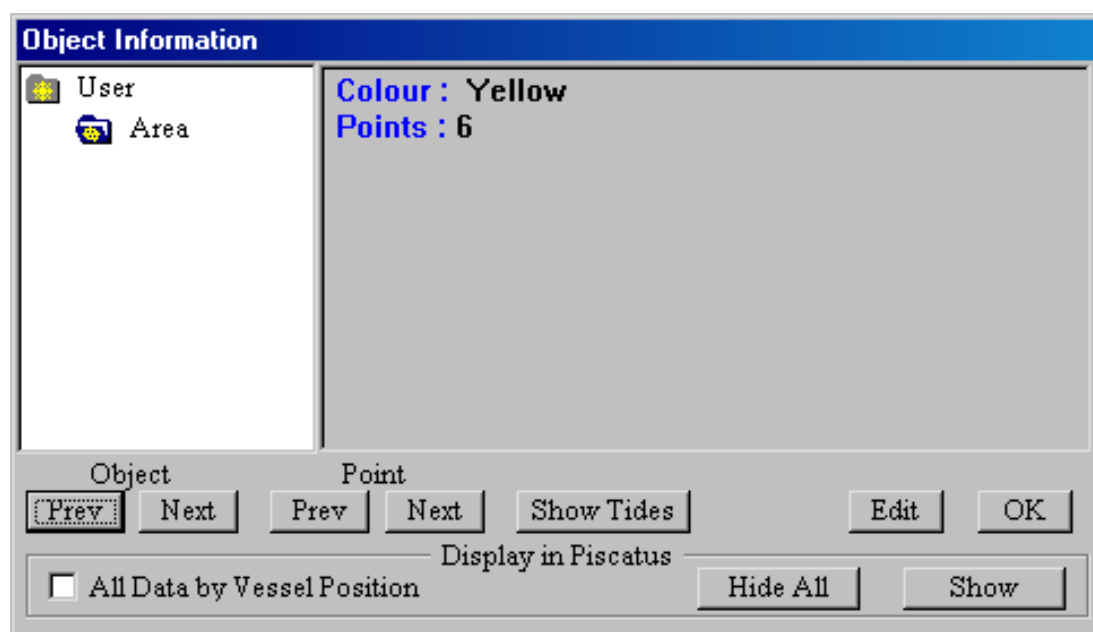 Object Information
User
Area
Colour : Yellow
Points : 6
Object Point
Prev Next Prev Next Show Tides Edit OK
Display in Piscatus
All Data by Vessel Position Hide All Show